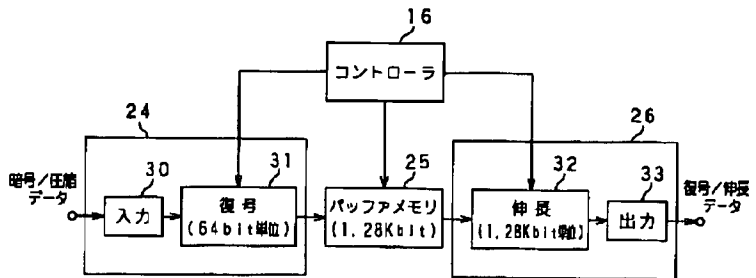 16
コントローラ
24
26
30
31
25
32
33
暗号/圧縮
データ
入力
復号
(64bit単位)
バッファメモリ
(1,28Kbit)
伸長
(1,28Kbit単位)
出力
復号/伸長
データ